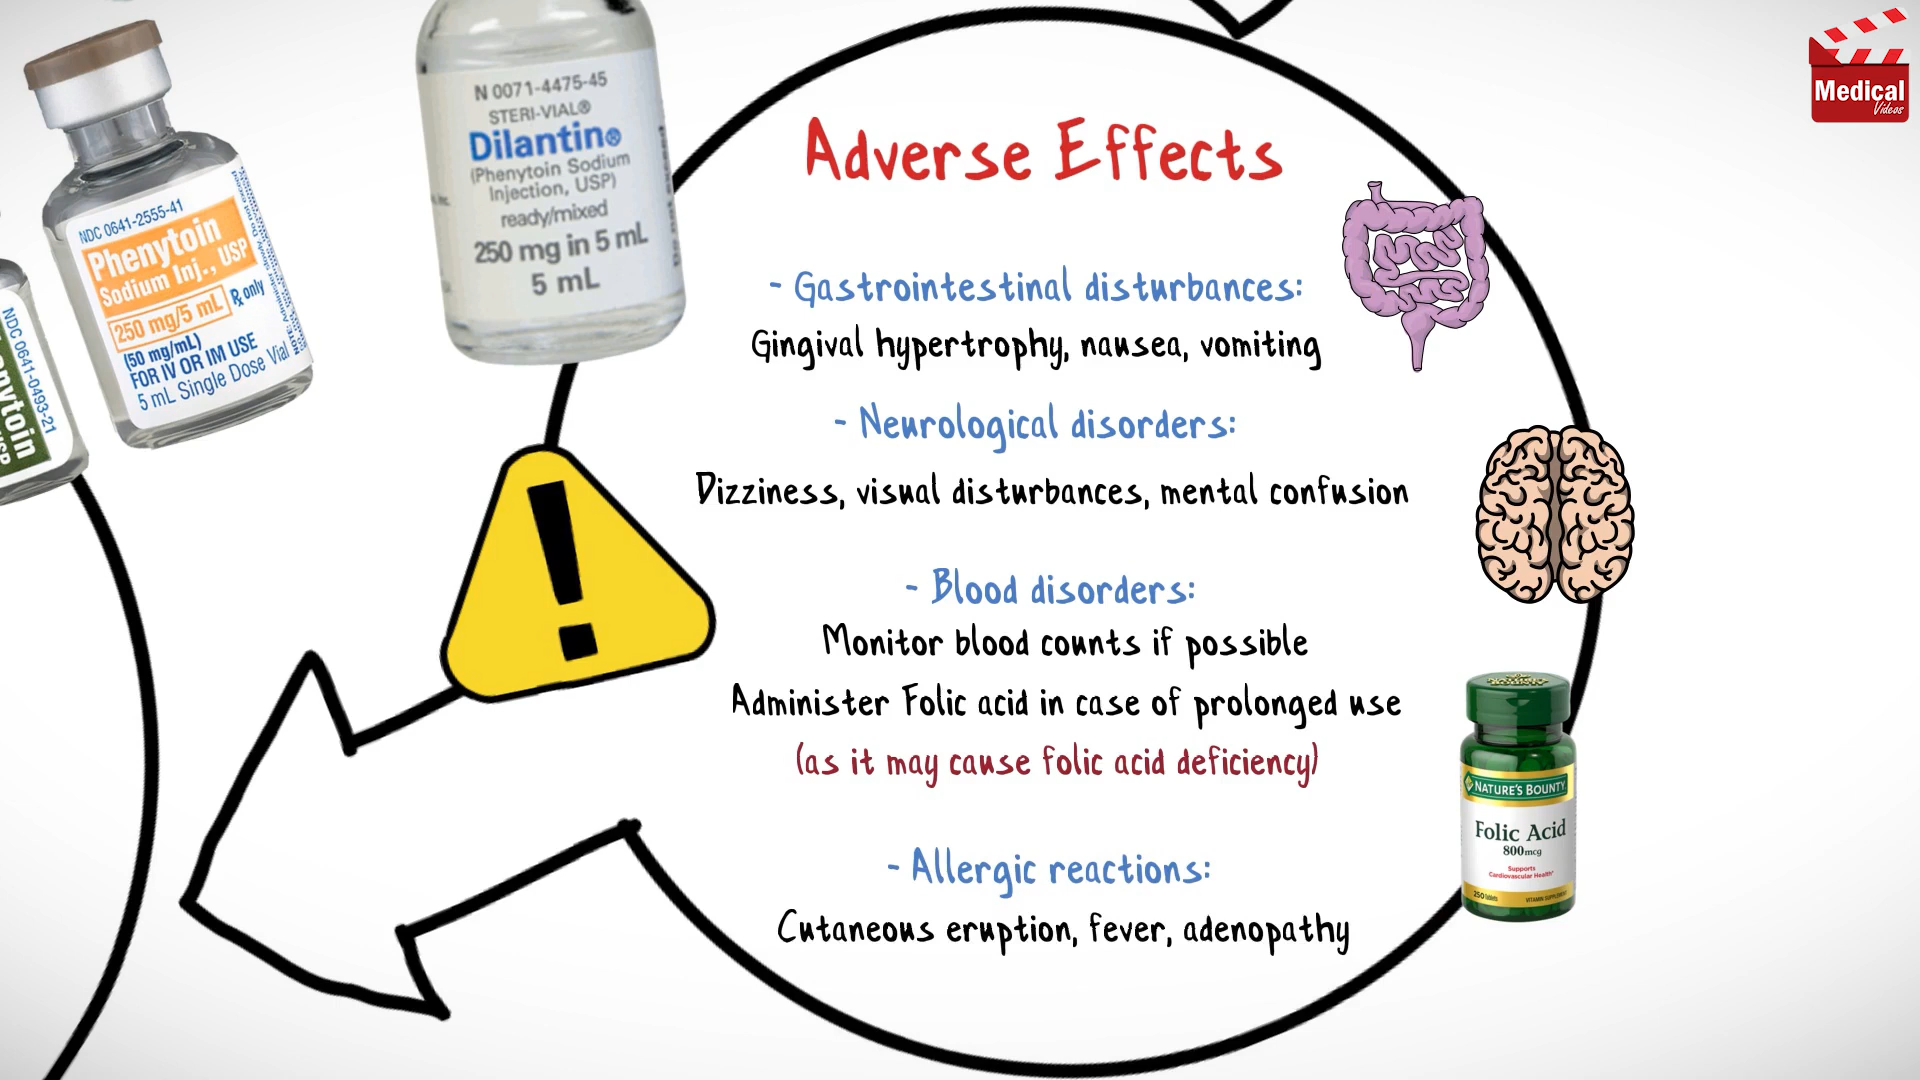 Medical
Videos
N 0071-4475-45
STERI-VIAL®
Dilantin®
(Phenytoin Sodium
Injection, USP)
ready/mixed
250 mg in 5 mL
5 mL
NDC 0641-2555-41
Phenytoin
Sodium Inj., USP
250 mg/5 mL Rx only
(50 mg/mL)
FOR IV OR IM USE
5 mL Single Dose Vial
NDC 0641-0493-21
Adverse Effects
- Gastrointestinal disturbances:
Gingival hypertrophy, nausea, vomiting
- Neurological disorders:
Dizziness, visual disturbances, mental confusion
- Blood disorders:
Monitor blood counts if possible
Administer Folic acid in case of prolonged use
(as it may cause folic acid deficiency)
- Allergic reactions:
Cutaneous eruption, fever, adenopathy
NATURE'S BOUNTY
Folic Acid
800mcg
Supports
Cardiovascular Health*